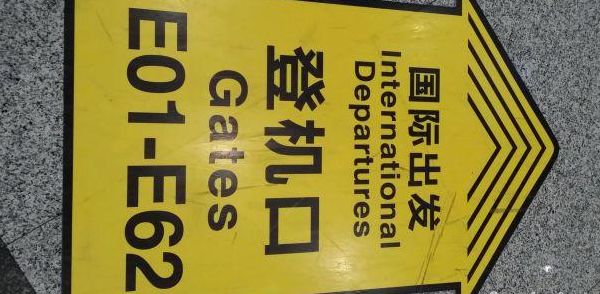 国际出发
International
Departures
登机口
Gates
E01-E62